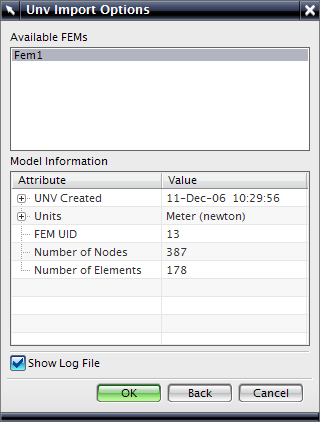 Unv Import Options
Available FEMs
Fem1
Model Information
Attribute Value
UNV Created 11-Dec-06 10:29:56
Units Meter (newton)
FEM UID 13
Number of Nodes 387
Number of Elements 178
Show Log File
OK Back Cancel